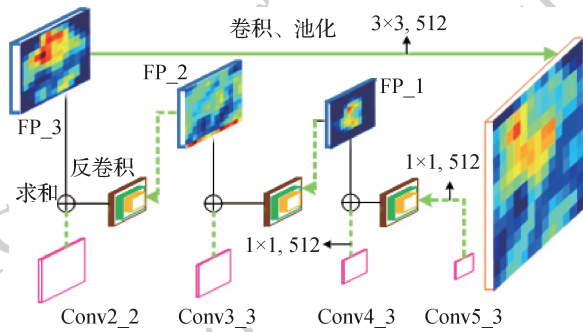 卷积、池化
3×3, 512
FP_3
FP_2
FP_1
反卷积
1×1, 512
求和
1×1, 512
Conv2_2
Conv3_3
Conv4_3
Conv5_3